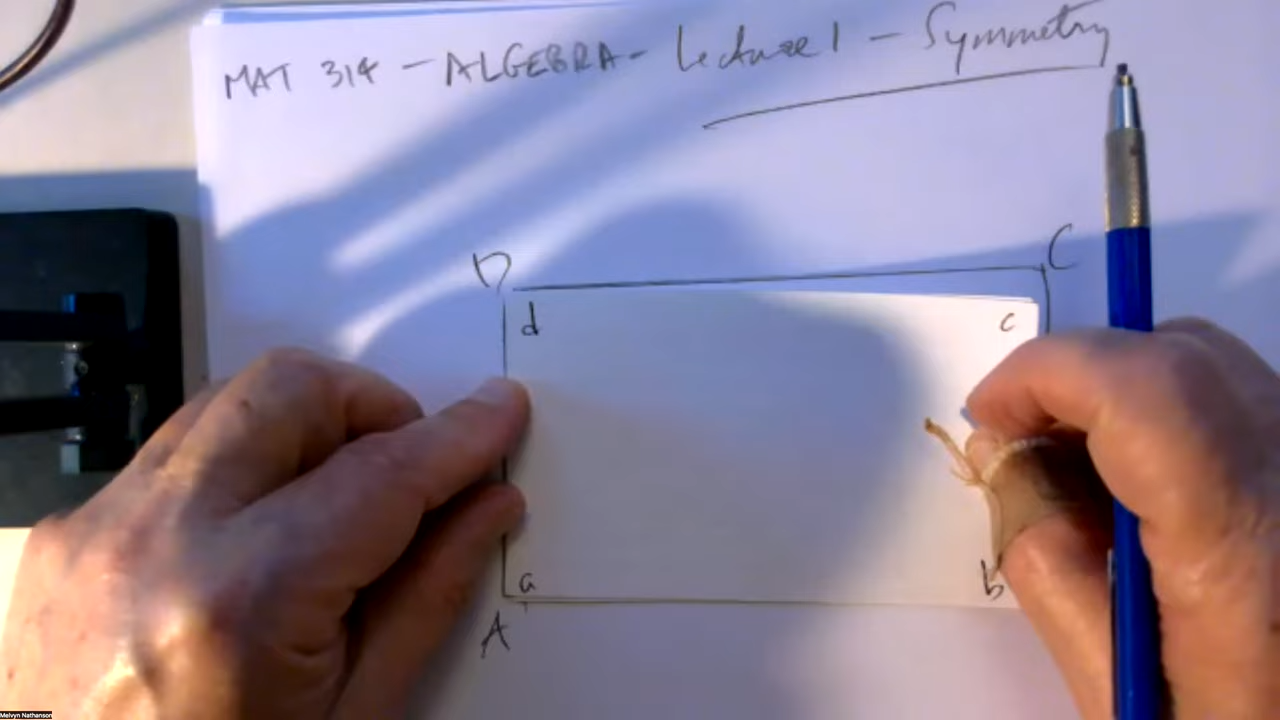 MAT 314 - ALGEBRA - Lecture 1 - Symmetry
D C
d c
a b
A
Melvyn Nathanson